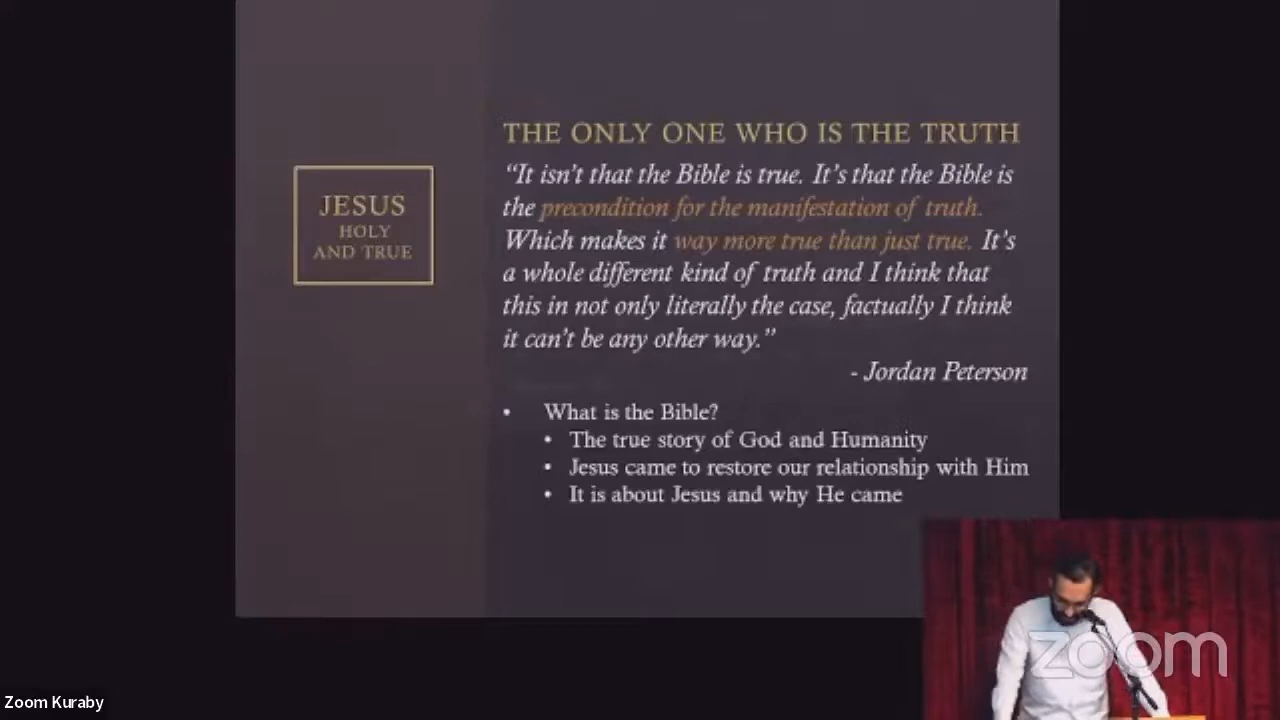 THE ONLY ONE WHO IS THE TRUTH
“It isn’t that the Bible is true. It’s that the Bible is
the precondition for the manifestation of truth.
Which makes it way more true than just true. It’s
a whole different kind of truth and I think that
this in not only literally the case, factually I think
it can’t be any other way.”
- Jordan Peterson
• What is the Bible?
• The true story of God and Humanity
• Jesus came to restore our relationship with Him
• It is about Jesus and why He came
JESUS
HOLY
AND TRUE
zoom
Zoom Kuraby